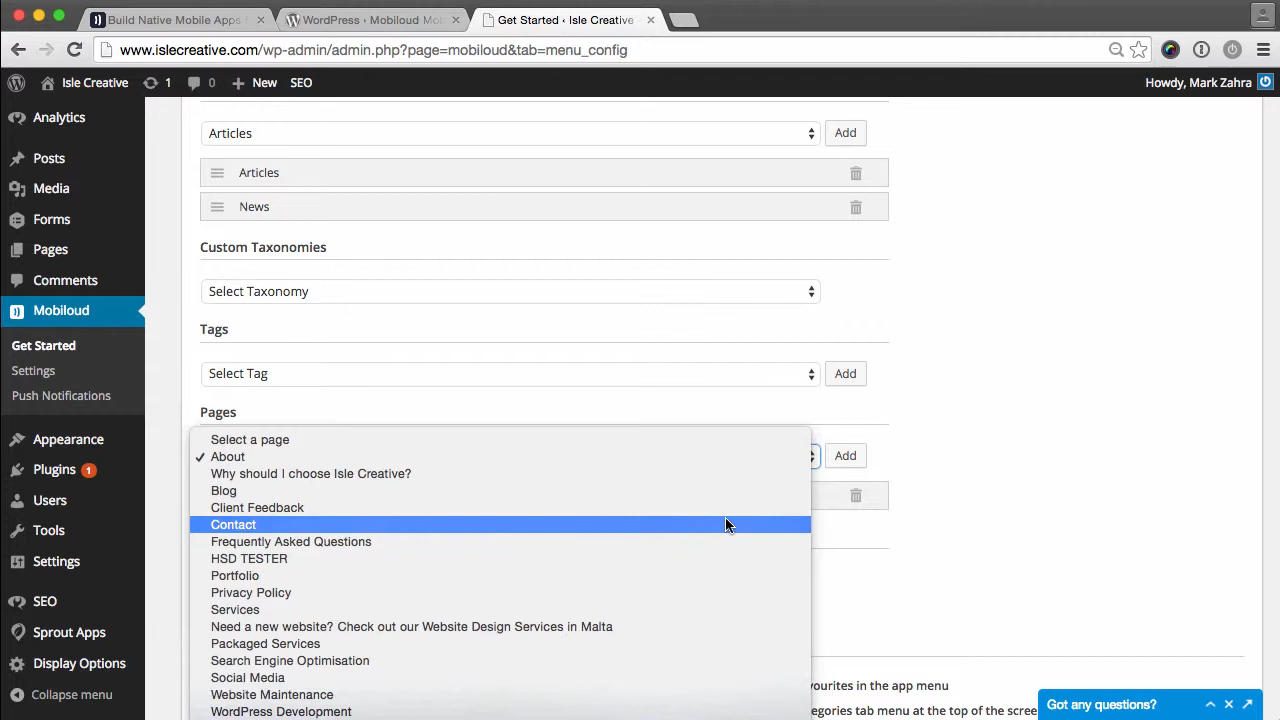 Build Native Mobile Apps f
WordPress › Mobiloud Mob
Get Started ‹ Isle Creative
www.islecreative.com/wp-admin/admin.php?page=mobiloud&tab=menu_config
Isle Creative 1 0 New SEO Howdy, Mark Zahra
Analytics
Posts
Media
Forms
Pages
Comments
Mobiloud
Get Started
Settings
Push Notifications
Appearance
Plugins 1
Users
Tools
Settings
SEO
Sprout Apps
Display Options
Collapse menu
Articles Add
Articles
News
Custom Taxonomies
Select Taxonomy
Tags
Select Tag Add
Pages
Add
Select a page
✓ About
Why should I choose Isle Creative?
Blog
Client Feedback
Contact
Frequently Asked Questions
HSD TESTER
Portfolio
Privacy Policy
Services
Need a new website? Check out our Website Design Services in Malta
Packaged Services
Search Engine Optimisation
Social Media
Website Maintenance
WordPress Development
vourites in the app menu
egories tab menu at the top of the scree
Got any questions?